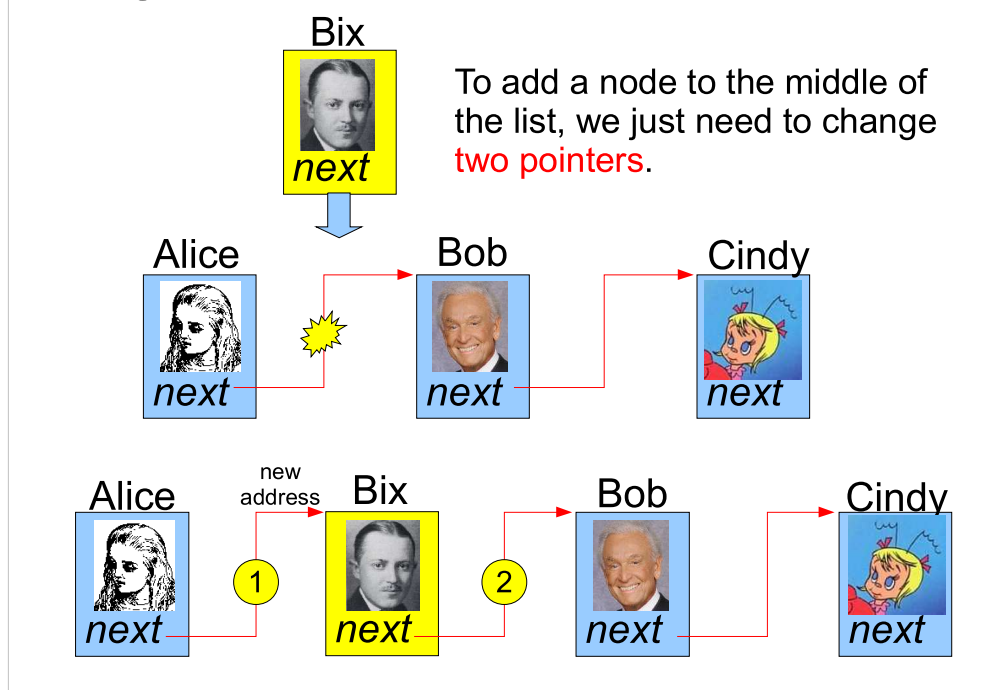 Bix
To add a node to the middle of
the list, we just need to change
two pointers.
next
Alice
Bob
Cindy
next
next
next
new
address
Alice
Bix
Bob
Cindy
1
2
next
next
next
next